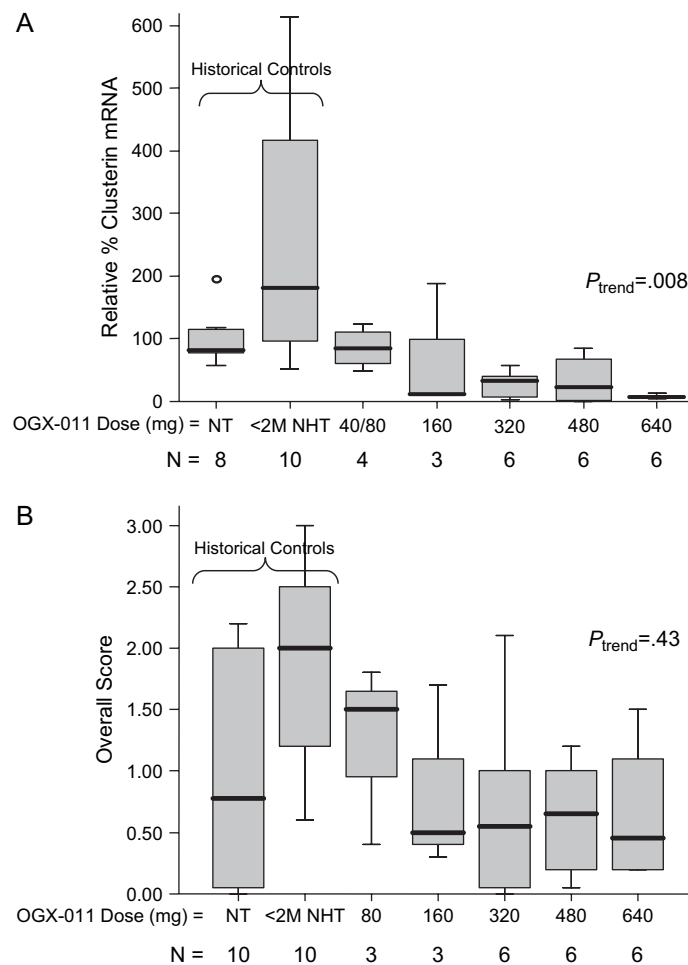 A
Relative % Clusterin mRNA
600
500
400
300
200
100
0
Historical Controls
Ptrend=.008
OGX-011 Dose (mg) = NT <2M NHT 40/80 160 320 480 640
N = 8 10 4 3 6 6 6
B
Overall Score
3.00
2.50
2.00
1.50
1.00
0.50
0.00
Historical Controls
Ptrend=.43
OGX-011 Dose (mg) = NT <2M NHT 80 160 320 480 640
N = 10 10 3 3 6 6 6